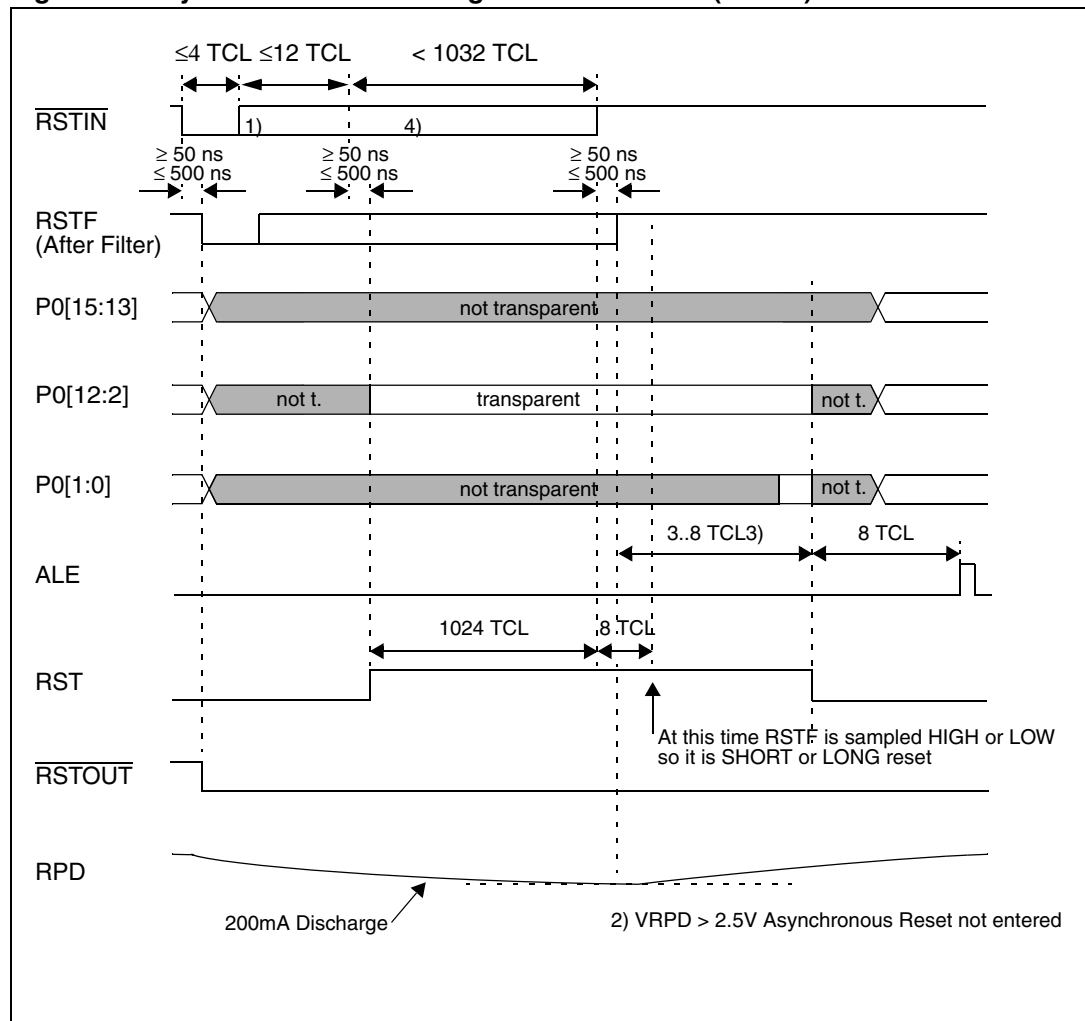 ≤4 TCL ≤12 TCL < 1032 TCL
RSTIN
1) 4)
≥ 50 ns ≥ 50 ns ≥ 50 ns
≤ 500 ns ≤ 500 ns ≤ 500 ns
RSTF
(After Filter)
P0[15:13] not transparent
P0[12:2] not t. transparent not t.
P0[1:0] not transparent not t.
3..8 TCL3) 8 TCL
ALE
1024 TCL 8 TCL
RST
At this time RSTF is sampled HIGH or LOW
so it is SHORT or LONG reset
RSTOUT
RPD
200mA Discharge 2) VRPD > 2.5V Asynchronous Reset not entered